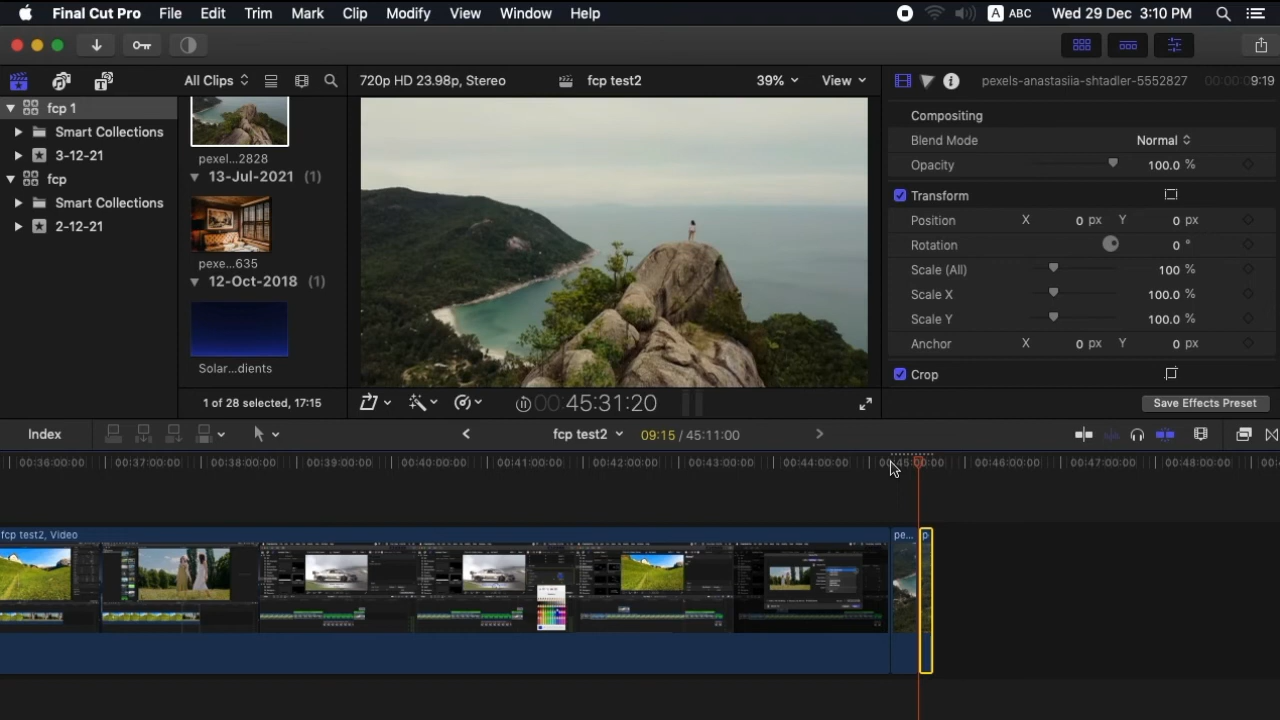 Final Cut Pro File Edit Trim Mark Clip Modify View Window Help A ABC Wed 29 Dec 3:10 PM
All Clips 720p HD 23.98p, Stereo fcp test2 39% View pexels-anastasiia-shtadler-5552827 00:00:09:19
fcp 1
Smart Collections
3-12-21
fcp
Smart Collections
2-12-21
pexel...2828
13-Jul-2021 (1)
pexe...635
12-Oct-2018 (1)
Solar...dients
1 of 28 selected, 17:15
00:45:31:20
Compositing
Blend Mode Normal
Opacity 100.0 %
Transform
Position X 0 px Y 0 px
Rotation 0 °
Scale (All) 100 %
Scale X 100.0 %
Scale Y 100.0 %
Anchor X 0 px Y 0 px
Crop
Save Effects Preset
Index fcp test2 09:15 / 45:11:00
00:36:00:00 00:37:00:00 00:38:00:00 00:39:00:00 00:40:00:00 00:41:00:00 00:42:00:00 00:43:00:00 00:44:00:00 00:45:00:00 00:46:00:00 00:47:00:00 00:48:00:00
fcp test2, Video pe... p